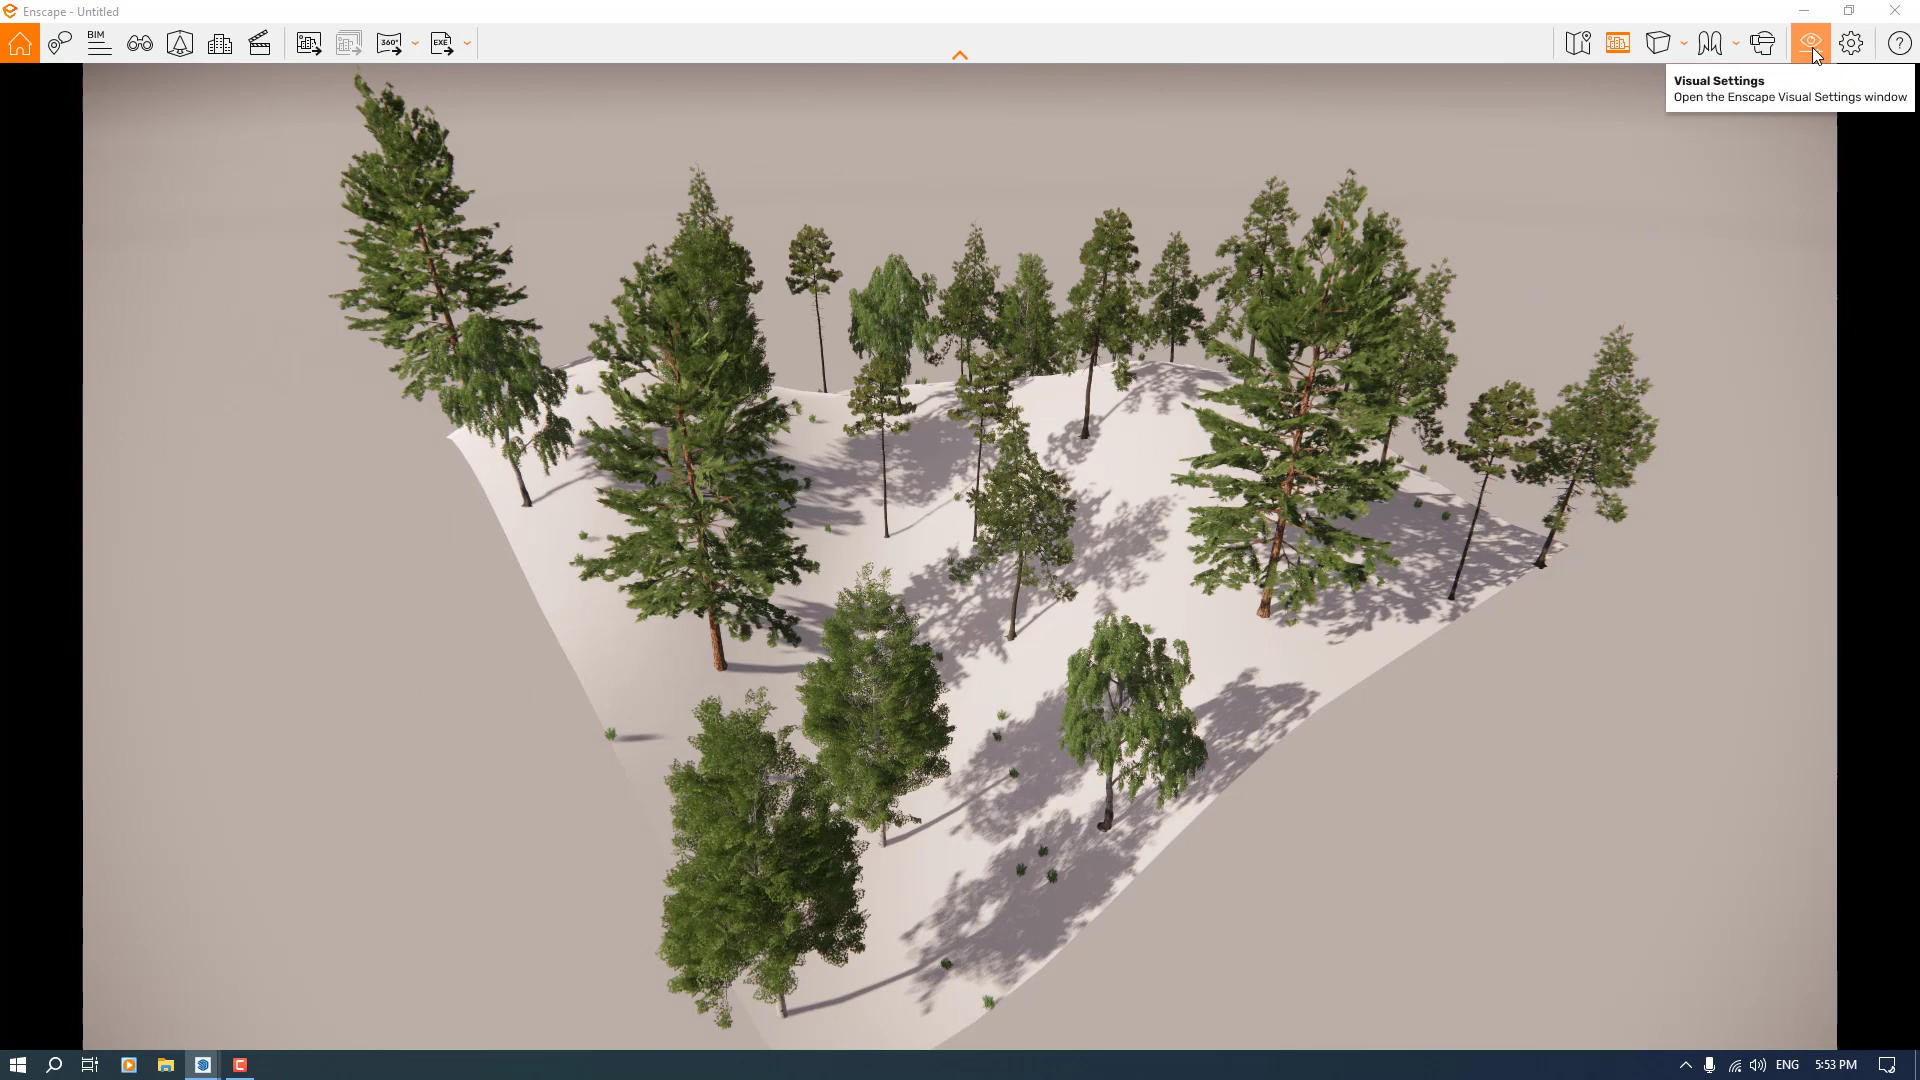 Enscape - Untitled
BIM
360°
EXE
Visual Settings
Open the Enscape Visual Settings window
ENG
5:53 PM